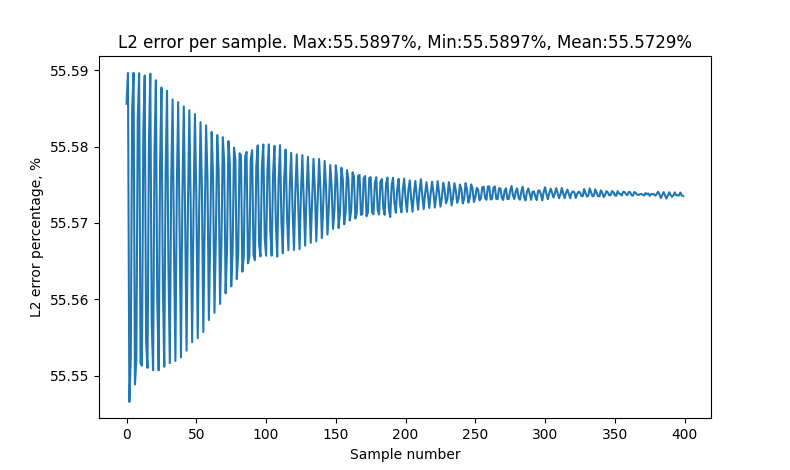 L2 error per sample. Max:55.5897%, Min:55.5897%, Mean:55.5729%
55.59
55.58
55.57
55.56
55.55
L2 error percentage, %
0 50 100 150 200 250 300 350 400
Sample number